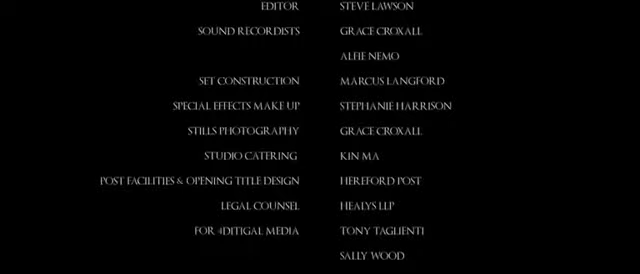 EDITOR STEVE LAWSON
SOUND RECORDISTS GRACE CROXALL
ALFIE NEMO
SET CONSTRUCTION MARCUS LANGFORD
SPECIAL EFFECTS MAKE UP STEPHANIE HARRISON
STILLS PHOTOGRAPHY GRACE CROXALL
STUDIO CATERING KIN MA
POST FACILITIES & OPENING TITLE DESIGN HEREFORD POST
LEGAL COUNSEL HEALYS LLP
FOR 4DITIGAL MEDIA TONY TAGLIENTI
SALLY WOOD